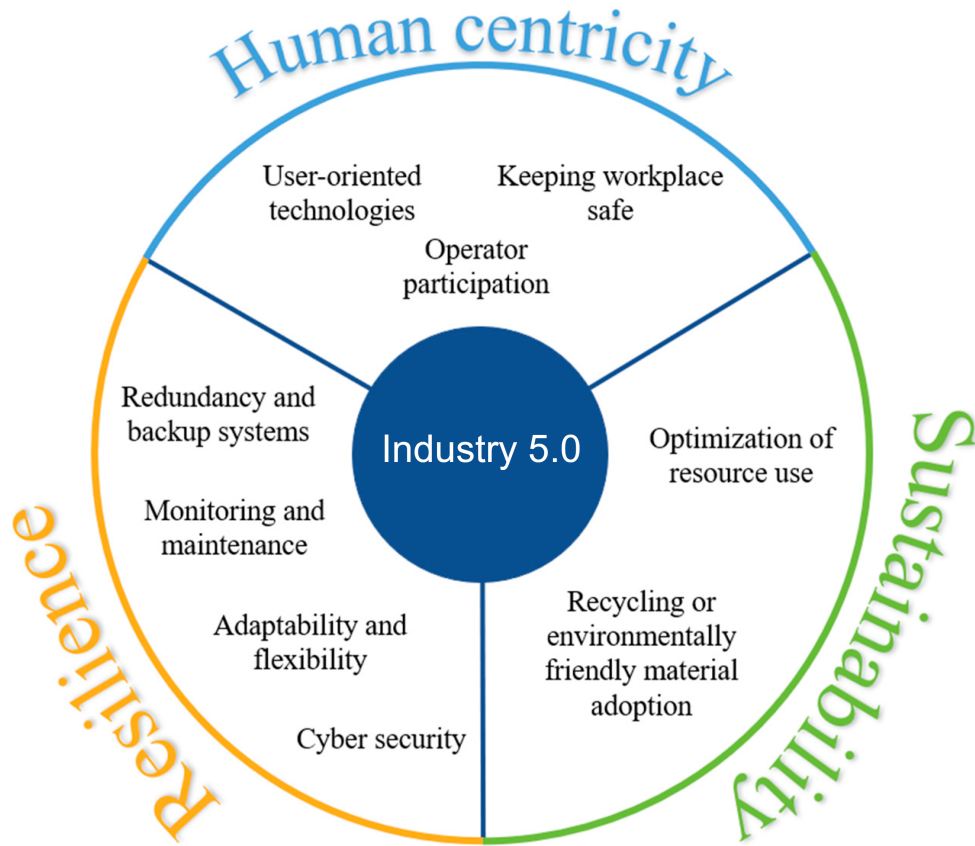 Human centricity
User-oriented
technologies
Keeping workplace
safe
Operator
participation
Redundancy and
backup systems
Monitoring and
maintenance
Adaptability and
flexibility
Cyber security
Resilience
Industry 5.0
Optimization of
resource use
Recycling or
environmentally
friendly material
adoption
Sustainability